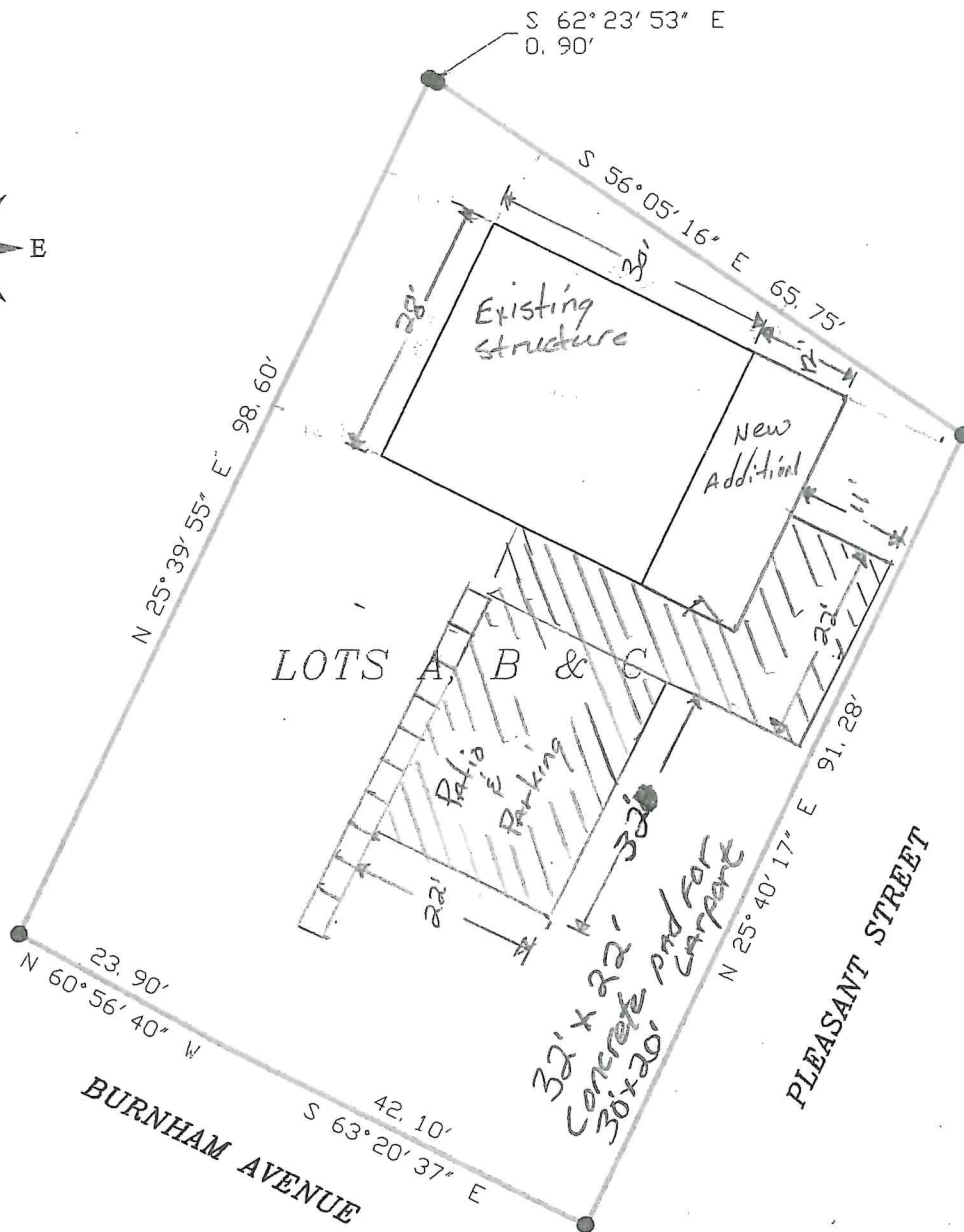 S 62° 23' 53" E
0. 90'
E
S 56° 05' 16" E 65. 75'
30'
12'
28'
Existing
structure
New
Addition
11'
22'
N 25° 39' 55" E 98. 60'
LOTS A, B & C
Patio
&
Parking
32'
22'
32' x 22'
Concrete pad for
carport
30'x20'
N 25° 40' 17" E 91. 28'
PLEASANT STREET
23. 90'
N 60° 56' 40" W
42. 10'
S 63° 20' 37" E
BURNHAM AVENUE